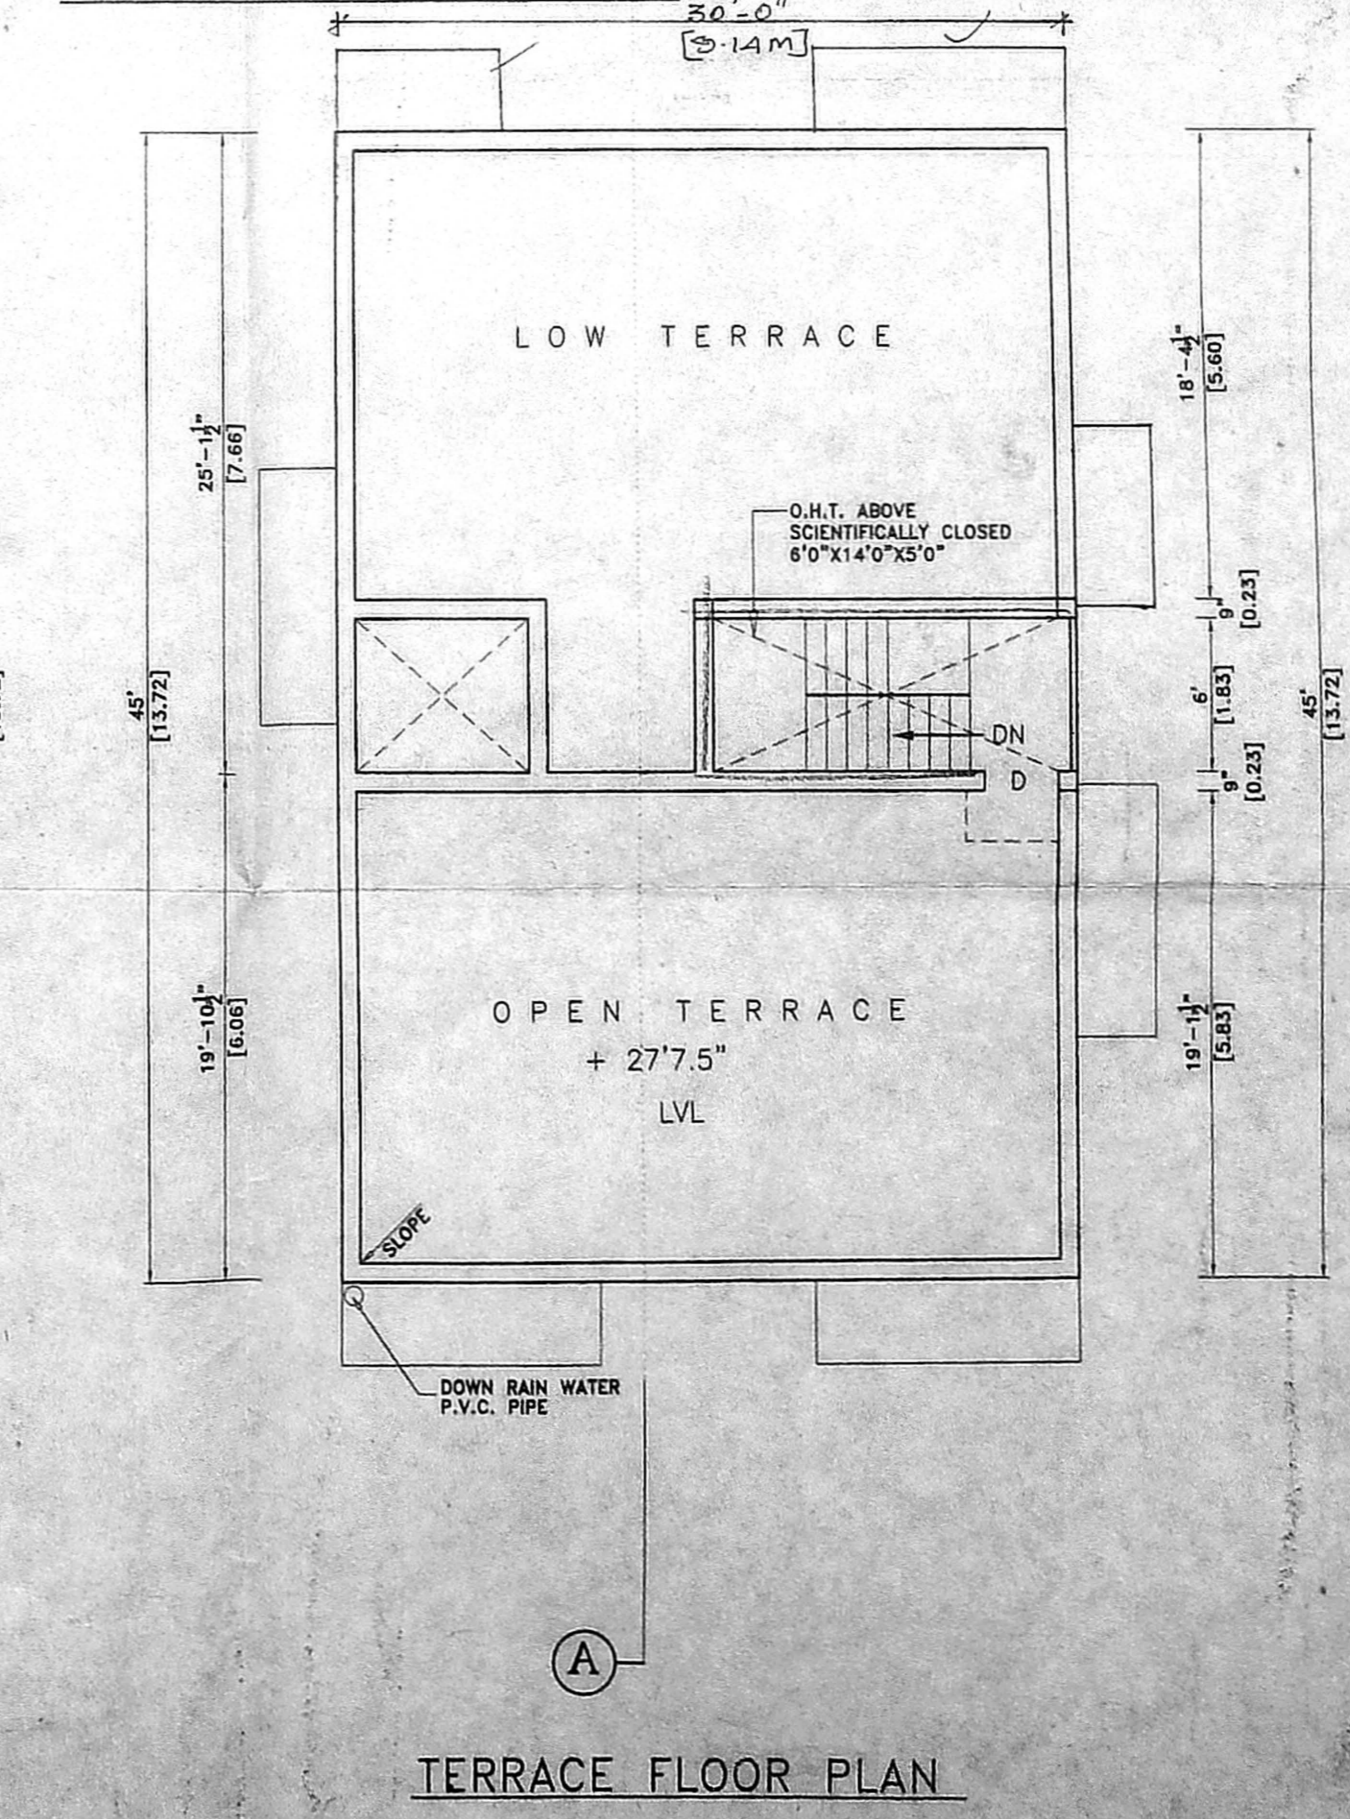 30'-0"
[9.14M]
LOW TERRACE
18'-4½"
[5.60]
25'-1½"
[7.66]
O.H.T. ABOVE
SCIENTIFICALLY CLOSED
6'0"X14'0"X5'0"
9"
[0.23]
45'
[13.72]
6'
[1.83]
45'
[13.72]
DN
D
9"
[0.23]
OPEN TERRACE
+ 27'7.5"
LVL
19'-10½"
[6.06]
19'-1½"
[5.83]
SLOPE
DOWN RAIN WATER
P.V.C. PIPE
A
TERRACE FLOOR PLAN